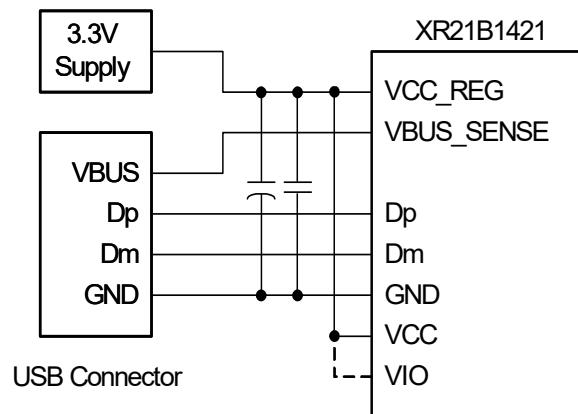 XR21B1421
3.3V
Supply
VCC_REG
VBUS_SENSE
VBUS
Dp
Dp
Dm
Dm
GND
GND
VCC
VIO
USB Connector